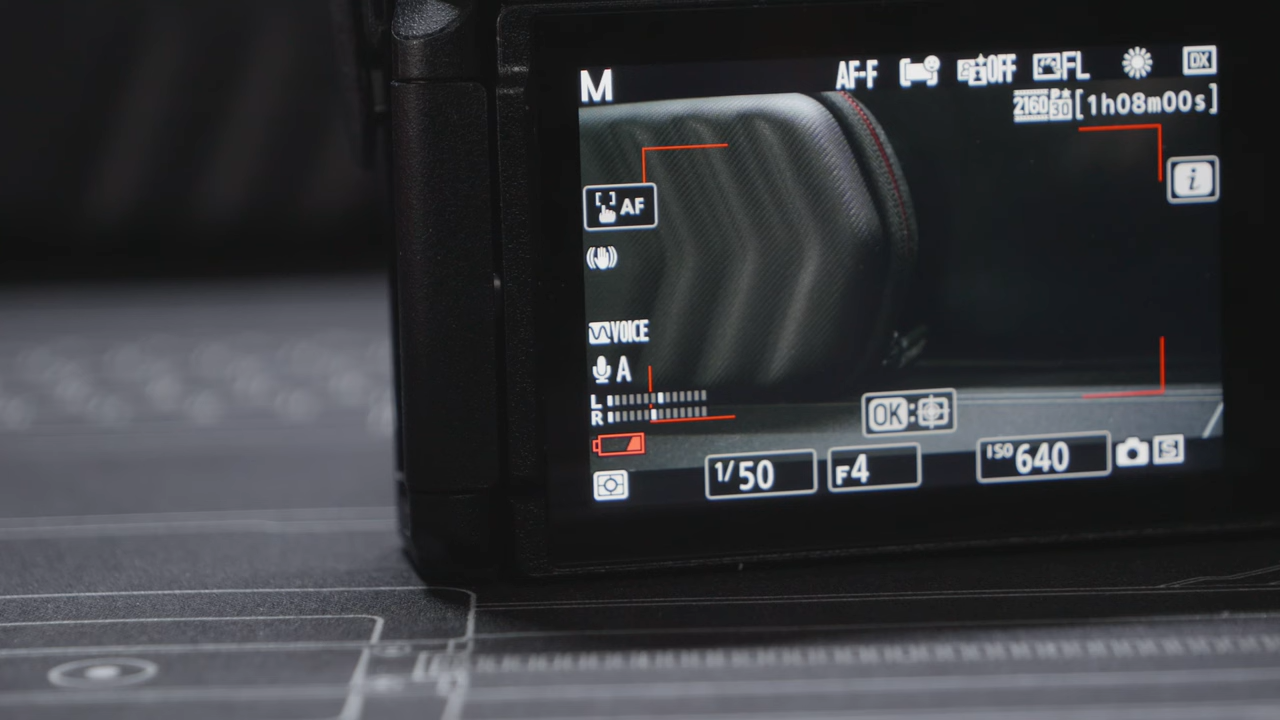 M AF-F OFF FL DX
2160 30 [1h08m00s]
AF i
VOICE
A
L
R
OK:
1/50 F4 ISO 640 S